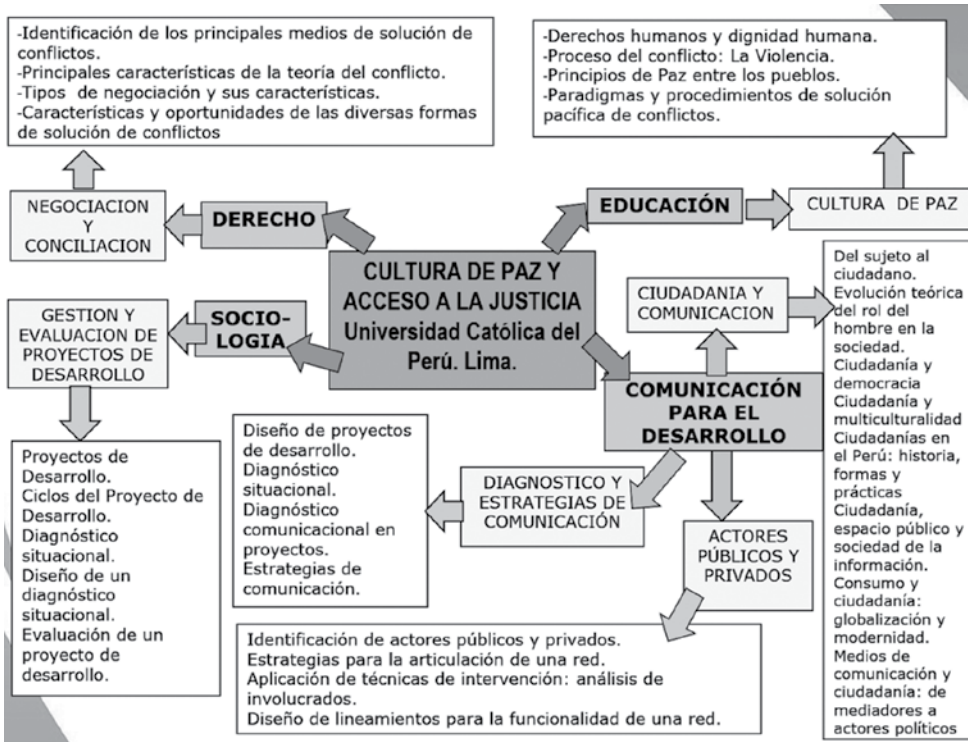 -Identificación de los principales medios de solución de
conflictos.
-Principales características de la teoría del conflicto.
-Tipos de negociación y sus características.
-Características y oportunidades de las diversas formas
de solución de conflictos
-Derechos humanos y dignidad humana.
-Proceso del conflicto: La Violencia.
-Principios de Paz entre los pueblos.
-Paradigmas y procedimientos de solución
pacífica de conflictos.
NEGOCIACION
Y
CONCILIACION
DERECHO
EDUCACIÓN
CULTURA DE PAZ
CULTURA DE PAZ Y
ACCESO A LA JUSTICIA
Universidad Católica del
Perú. Lima.
GESTION Y
EVALUACION DE
PROYECTOS DE
DESARROLLO
SOCIO-
LOGIA
CIUDADANIA Y
COMUNICACION
COMUNICACIÓN
PARA EL
DESARROLLO
Del sujeto al
ciudadano.
Evolución teórica
del rol del
hombre en la
sociedad.
Ciudadanía y
democracia
Ciudadanía y
multiculturalidad
Ciudadanías en
el Perú: historia,
formas y
prácticas
Ciudadanía,
espacio público y
sociedad de la
información.
Consumo y
ciudadanía:
globalización y
modernidad.
Medios de
comunicación y
ciudadanía: de
mediadores a
actores políticos
Proyectos de
Desarrollo.
Ciclos del Proyecto de
Desarrollo.
Diagnóstico
situacional.
Diseño de un
diagnóstico
situacional.
Evaluación de un
proyecto de
desarrollo.
Diseño de proyectos
de desarrollo.
Diagnóstico
situacional.
Diagnóstico
comunicacional en
proyectos.
Estrategias de
comunicación.
DIAGNOSTICO Y
ESTRATEGIAS DE
COMUNICACIÓN
ACTORES
PÚBLICOS Y
PRIVADOS
Identificación de actores públicos y privados.
Estrategias para la articulación de una red.
Aplicación de técnicas de intervención: análisis de
involucrados.
Diseño de lineamientos para la funcionalidad de una red.